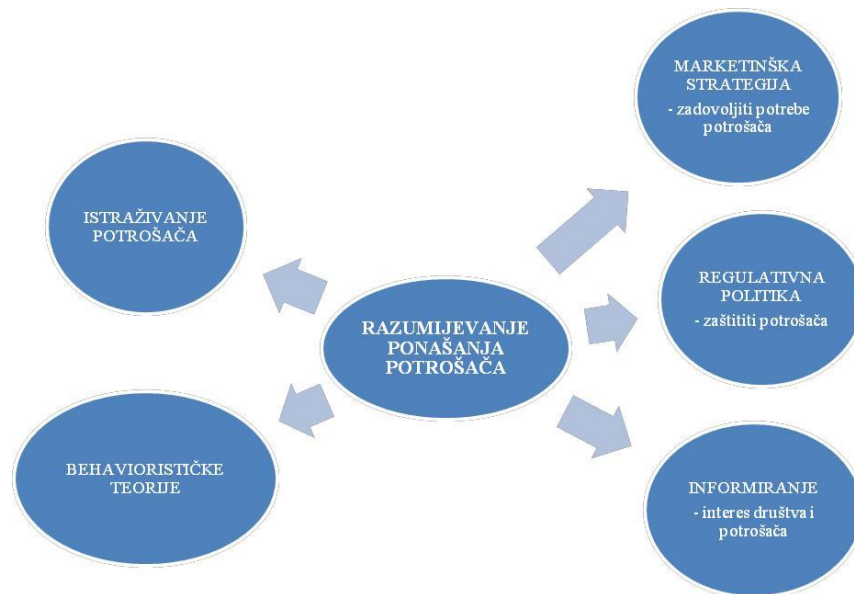 MARKETINŠKA
STRATEGIJA
- zadovoljiti potrebe
potrošača
ISTRAŽIVANJE
POTROŠAČA
REGULATIVNA
POLITIKA
- zaštititi potrošača
RAZUMIJEVANJE
PONAŠANJA
POTROŠAČA
BEHAVIORISTIČKE
TEORIJE
INFORMIRANJE
- interes društva i
potrošača